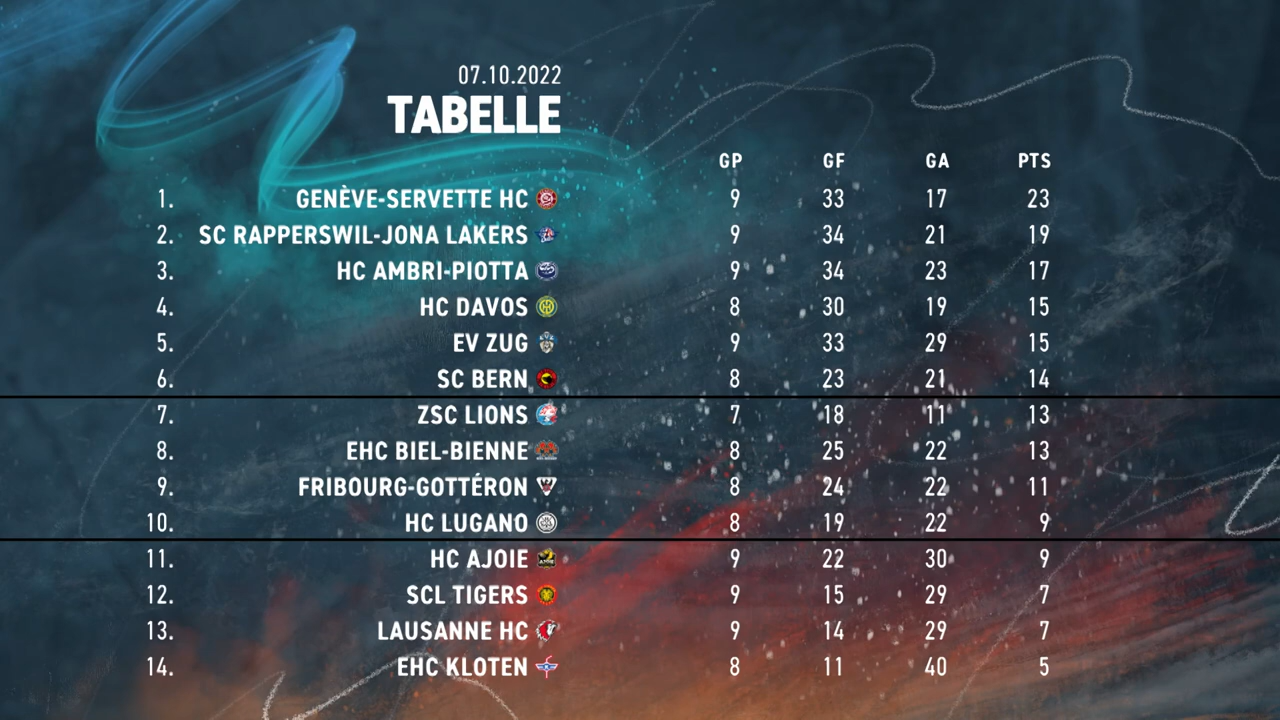 07.10.2022
TABELLE
GP GF GA PTS
1. GENÈVE-SERVETTE HC 9 33 17 23
2. SC RAPPERSWIL-JONA LAKERS 9 34 21 19
3. HC AMBRI-PIOTTA 9 34 23 17
4. HC DAVOS 8 30 19 15
5. EV ZUG 9 33 29 15
6. SC BERN 8 23 21 14
7. ZSC LIONS 7 18 11 13
8. EHC BIEL-BIENNE 8 25 22 13
9. FRIBOURG-GOTTÉRON 8 24 22 11
10. HC LUGANO 8 19 22 9
11. HC AJOIE 9 22 30 9
12. SCL TIGERS 9 15 29 7
13. LAUSANNE HC 9 14 29 7
14. EHC KLOTEN 8 11 40 5